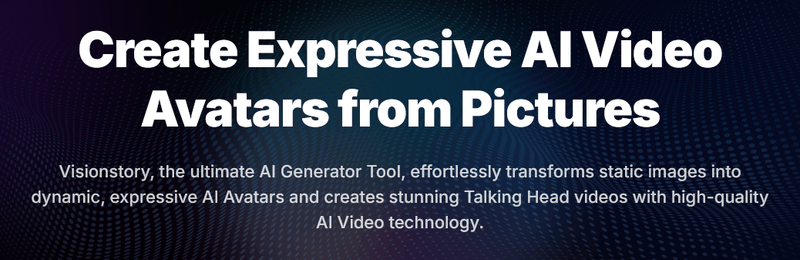 Create Expressive AI Video
Avatars from Pictures
Visionstory, the ultimate AI Generator Tool, effortlessly transforms static images into
dynamic, expressive AI Avatars and creates stunning Talking Head videos with high-quality
AI Video technology.